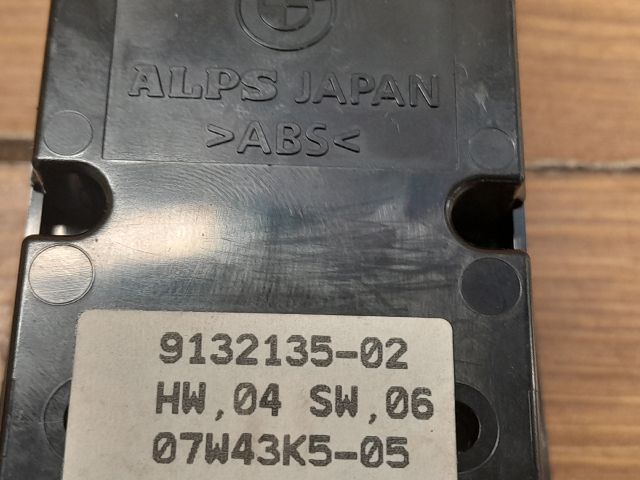 ALPS JAPAN
>ABS<
9132135-02
HW,04 SW,06
07W43K5-05